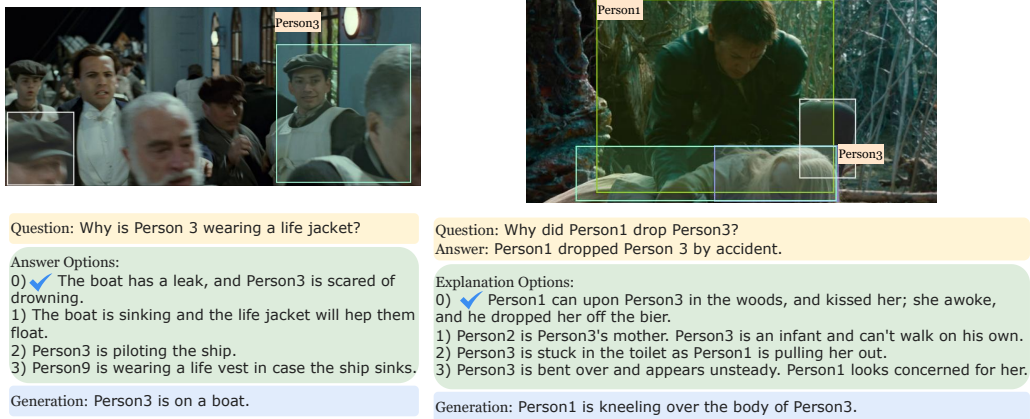 Person3
Question: Why is Person 3 wearing a life jacket?
Answer Options:
0) The boat has a leak, and Person3 is scared of
drowning.
1) The boat is sinking and the life jacket will hep them
float.
2) Person3 is piloting the ship.
3) Person9 is wearing a life vest in case the ship sinks.
Generation: Person3 is on a boat.
Person1
Person3
Question: Why did Person1 drop Person3?
Answer: Person1 dropped Person 3 by accident.
Explanation Options:
0) Person1 can upon Person3 in the woods, and kissed her; she awoke,
and he dropped her off the bier.
1) Person2 is Person3's mother. Person3 is an infant and can't walk on his own.
2) Person3 is stuck in the toilet as Person1 is pulling her out.
3) Person3 is bent over and appears unsteady. Person1 looks concerned for her.
Generation: Person1 is kneeling over the body of Person3.